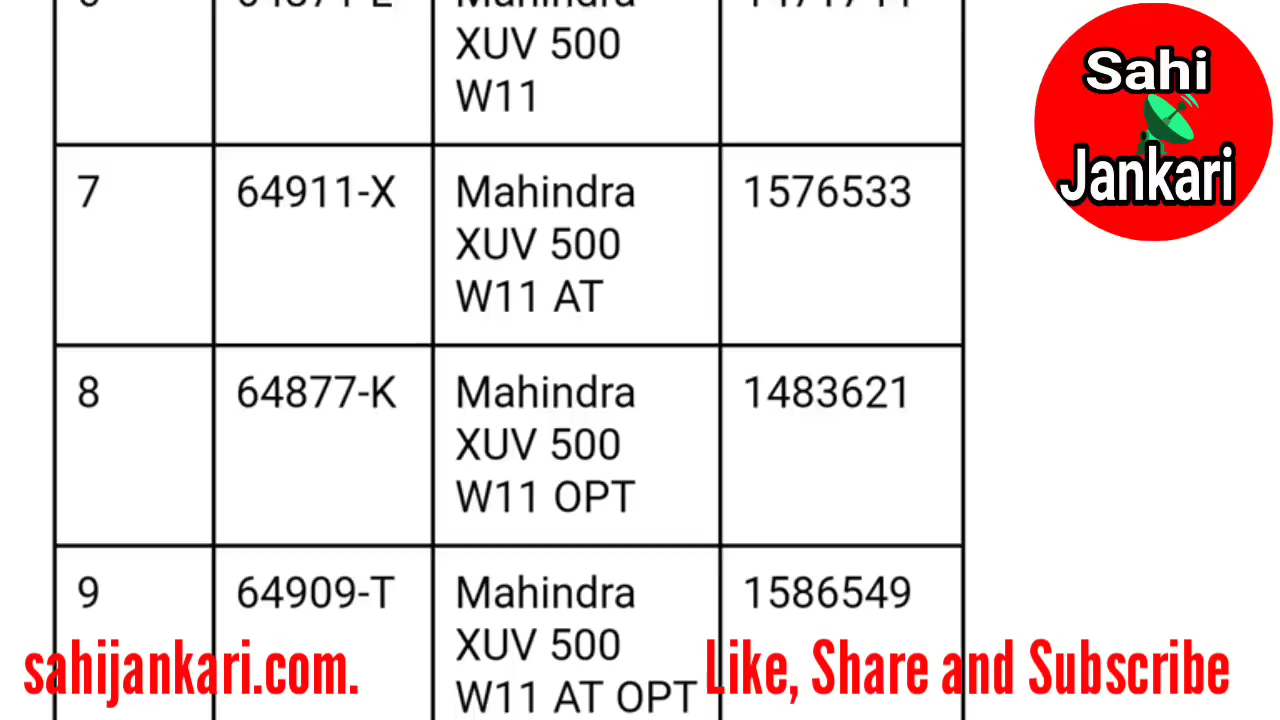 XUV 500
W11
7 64911-X Mahindra 1576533
XUV 500
W11 AT
8 64877-K Mahindra 1483621
XUV 500
W11 OPT
9 64909-T Mahindra 1586549
XUV 500
W11 AT OPT
Sahi
Jankari
sahijankari.com.
Like, Share and Subscribe